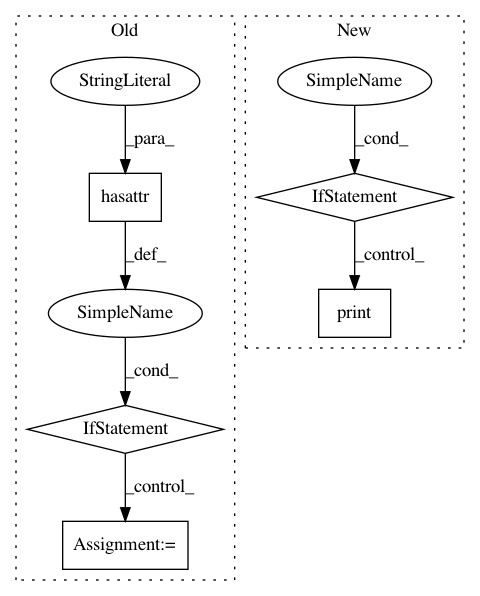 Old
StringLiteral
_para_
hasattr
_def_
SimpleName
_cond_
IfStatement
_control_
Assignment:=
New
SimpleName
_cond_
IfStatement
_control_
print